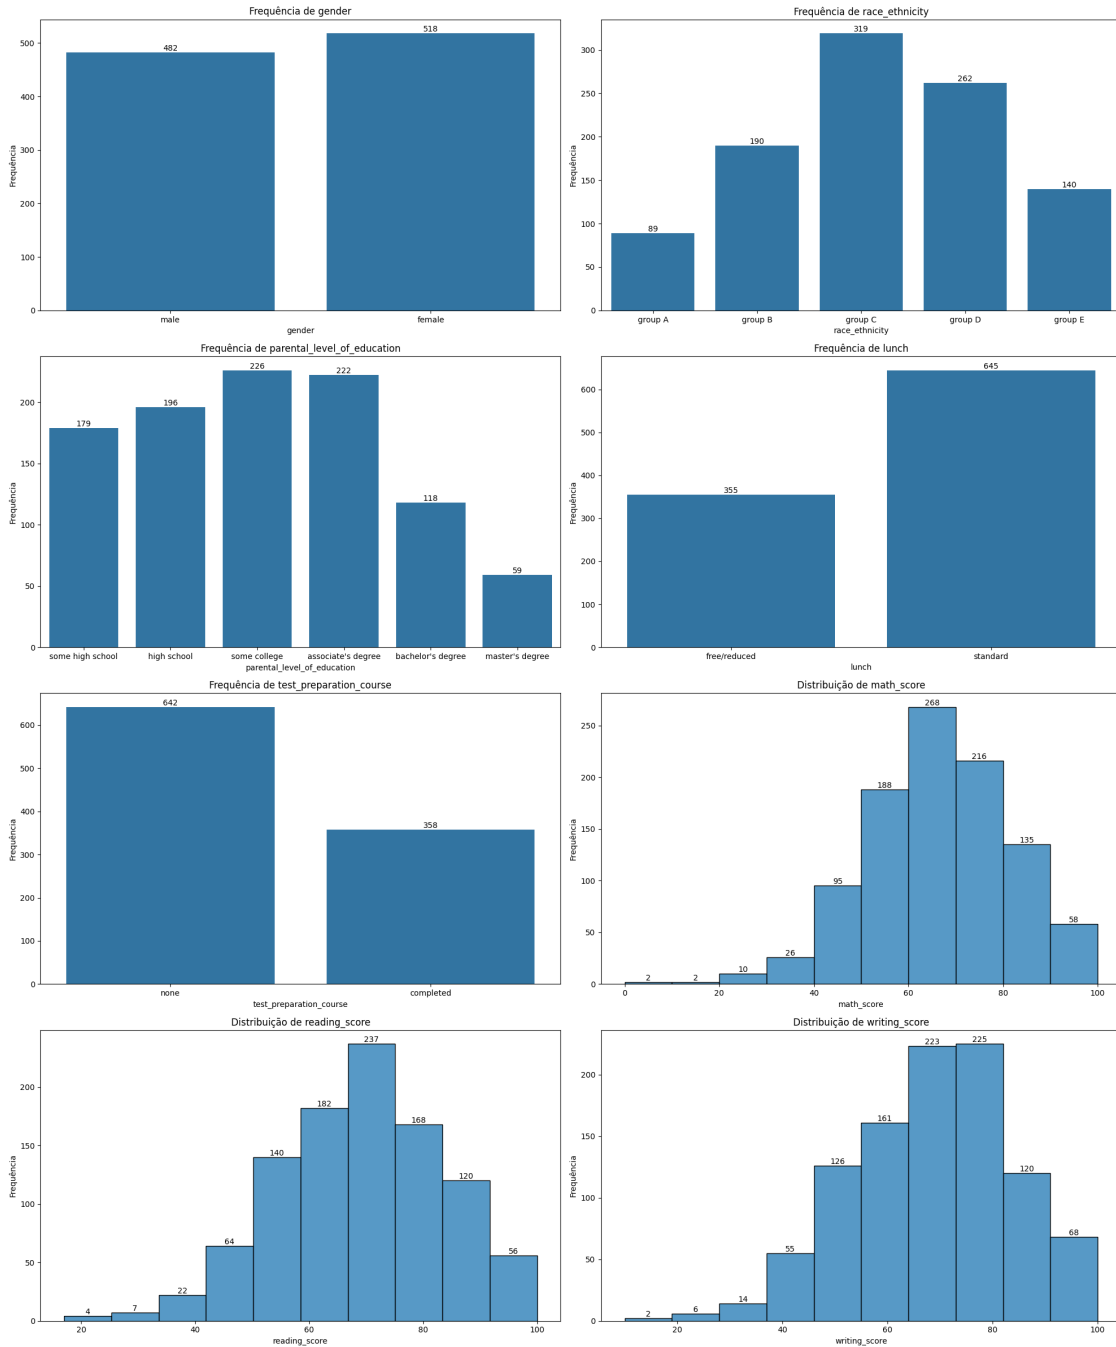 Frequência de gender
482
518
500
400
300
200
100
0
Frequência
male female
gender
Frequência de race_ethnicity
89
190
319
262
140
300
250
200
150
100
50
0
Frequência
group A group B group C group D group E
race_ethnicity
Frequência de parental_level_of_education
179
196
226
222
118
59
200
150
100
50
0
Frequência
some high school high school some college associate's degree bachelor's degree master's degree
parental_level_of_education
Frequência de lunch
355
645
600
500
400
300
200
100
0
Frequência
free/reduced standard
lunch
Frequência de test_preparation_course
642
358
600
500
400
300
200
100
0
Frequência
none completed
test_preparation_course
Distribuição de math_score
2
2
10
26
95
188
268
216
135
58
250
200
150
100
50
0
Frequência
0 20 40 60 80 100
math_score
Distribuição de reading_score
4
7
22
64
140
182
237
168
120
56
200
150
100
50
0
Frequência
20 40 60 80 100
reading_score
Distribuição de writing_score
2
6
14
55
126
161
223
225
120
68
200
150
100
50
0
Frequência
20 40 60 80 100
writing_score